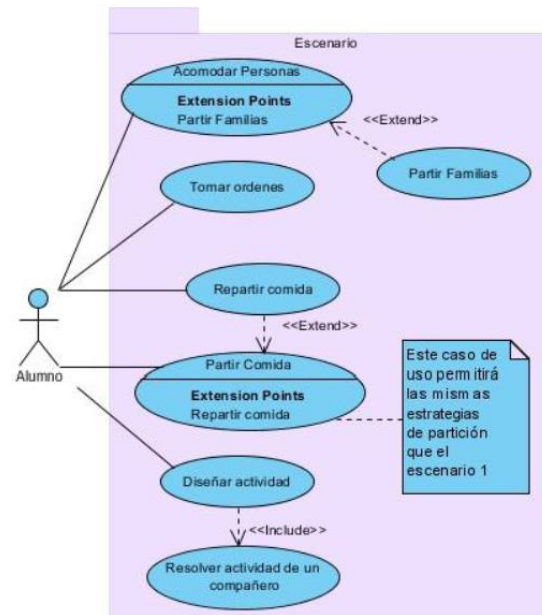 Escenario
Acomodar Personas
Extension Points
Partir Familias
<<Extend>>
Partir Familias
Tomar ordenes
Repartir comida
<<Extend>>
Partir Comida
Extension Points
Repartir comida
Alumno
Este caso de
uso permitirá
las mismas
estrategias
de partición
que el
escenario 1
Diseñar actividad
<<Include>>
Resolver actividad de un
compañero